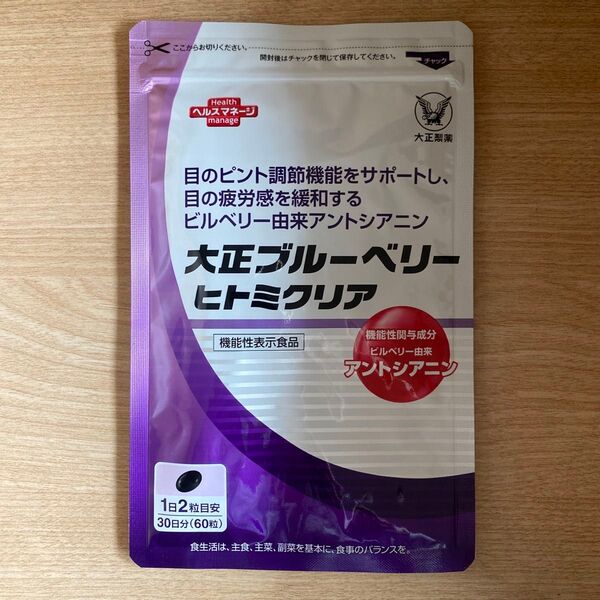 ここからお切りください。
開封後はチャックを閉じて保存してください。
チャック
Health
ヘルスマネージ
manage
大正製薬
目のピント調節機能をサポートし、
目の疲労感を緩和する
ビルベリー由来アントシアニン
大正ブルーベリー
ヒトミクリア
機能性表示食品
機能性関与成分
ビルベリー由来
アントシアニン
1日2粒目安
30日分(60粒)
食生活は、主食、主菜、副菜を基本に、食事のバランスを。